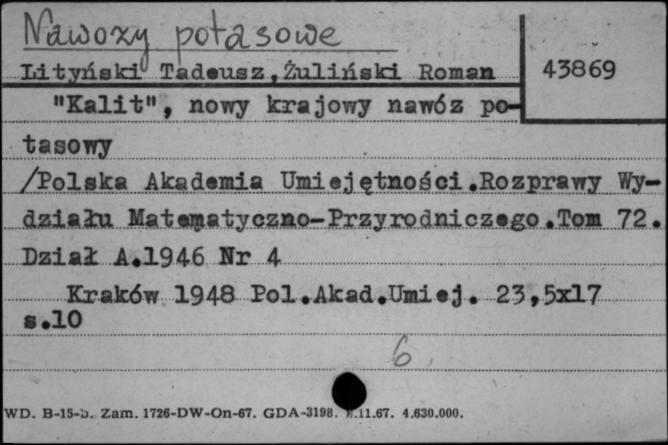 Nawozy potasowe
Lityński Tadeusz,Żuliński Roman
43869
"Kalit", nowy krajowy nawóz po-
tasowy
/Polska Akademia Umiejętności.Rozprawy Wy-
działu Matematyczno-Przyrodniczego.Tom 72.
Dział A.1946 Nr 4
Kraków 1948 Pol.Akad.Umiej. 23,5x17
s.10
6.
WD. B-15-b. Zam. 1726-DW-On-67. GDA-3198. .11.67. 4.630.000.